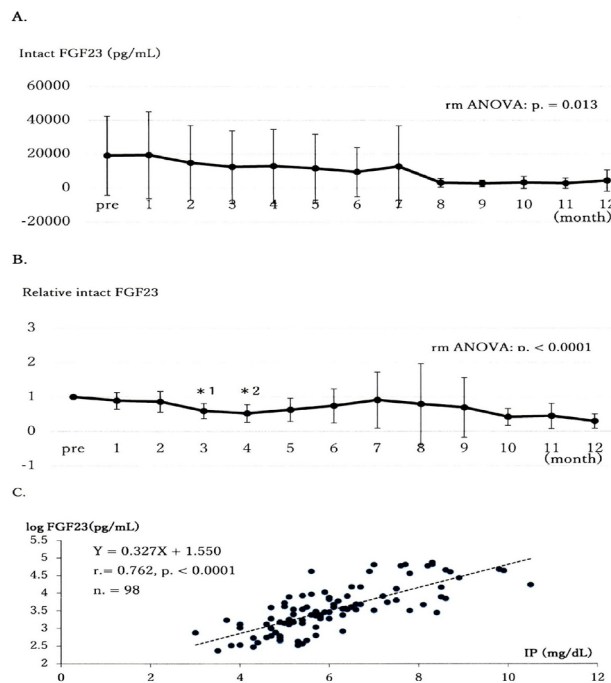 A.
Intact FGF23 (pg/mL)
60000
40000
20000
0
-20000
rm ANOVA: p. = 0.013
pre 1 2 3 4 5 6 7 8 9 10 11 12
(month)
B.
Relative intact FGF23
3
2
1
0
-1
rm ANOVA: p. < 0.0001
*1 *2
pre 1 2 3 4 5 6 7 8 9 10 11 12
(month)
C.
log FGF23(pg/mL)
5.5
5
4.5
4
3.5
3
2.5
2
Y = 0.327X + 1.550
r.= 0.762, p. < 0.0001
n. = 98
IP (mg/dL)
0 2 4 6 8 10 12